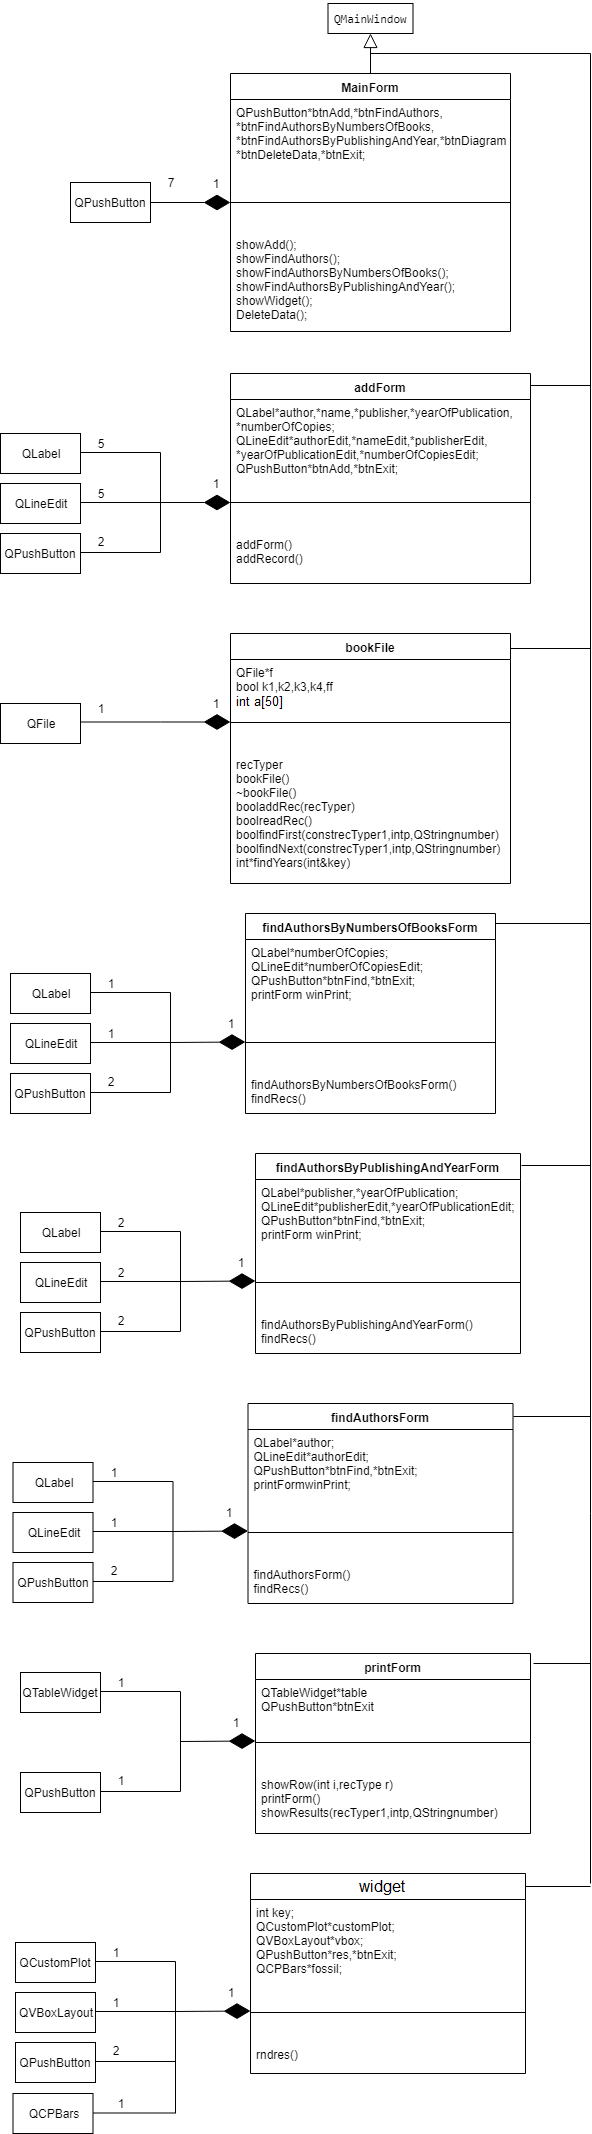 QMainWindow
MainForm
QPushButton*btnAdd,*btnFindAuthors,
*btnFindAuthorsByNumbersOfBooks,
*btnFindAuthorsByPublishingAndYear,*btnDiagram
*btnDeleteData,*btnExit;
7
1
QPushButton
showAdd();
showFindAuthors();
showFindAuthorsByNumbersOfBooks();
showFindAuthorsByPublishingAndYear();
showWidget();
DeleteData();
addForm
QLabel*author,*name,*publisher,*yearOfPublication,
*numberOfCopies;
QLineEdit*authorEdit,*nameEdit,*publisherEdit,
*yearOfPublicationEdit,*numberOfCopiesEdit;
QPushButton*btnAdd,*btnExit;
QLabel
5
QLineEdit
5
1
QPushButton
2
addForm()
addRecord()
bookFile
QFile*f
bool k1,k2,k3,k4,ff
int a[50]
QFile
1
1
recTyper
bookFile()
~bookFile()
booladdRec(recTyper)
boolreadRec()
boolfindFirst(constrecTyper1,intp,QStringnumber)
boolfindNext(constrecTyper1,intp,QStringnumber)
int*findYears(int&key)
findAuthorsByNumbersOfBooksForm
QLabel*numberOfCopies;
QLineEdit*numberOfCopiesEdit;
QPushButton*btnFind,*btnExit;
printForm winPrint;
QLabel
1
QLineEdit
1
1
QPushButton
2
findAuthorsByNumbersOfBooksForm()
findRecs()
findAuthorsByPublishingAndYearForm
QLabel*publisher,*yearOfPublication;
QLineEdit*publisherEdit,*yearOfPublicationEdit;
QPushButton*btnFind,*btnExit;
printForm winPrint;
QLabel
2
QLineEdit
2
1
QPushButton
2
findAuthorsByPublishingAndYearForm()
findRecs()
findAuthorsForm
QLabel*author;
QLineEdit*authorEdit;
QPushButton*btnFind,*btnExit;
printFormwinPrint;
QLabel
1
QLineEdit
1
1
QPushButton
2
findAuthorsForm()
findRecs()
printForm
QTableWidget*table
QPushButton*btnExit
QTableWidget
1
1
QPushButton
1
showRow(int i,recType r)
printForm()
showResults(recTyper1,intp,QStringnumber)
widget
int key;
QCustomPlot*customPlot;
QVBoxLayout*vbox;
QPushButton*res,*btnExit;
QCPBars*fossil;
QCustomPlot
1
QVBoxLayout
1
1
QPushButton
2
QCPBars
1
rndres()